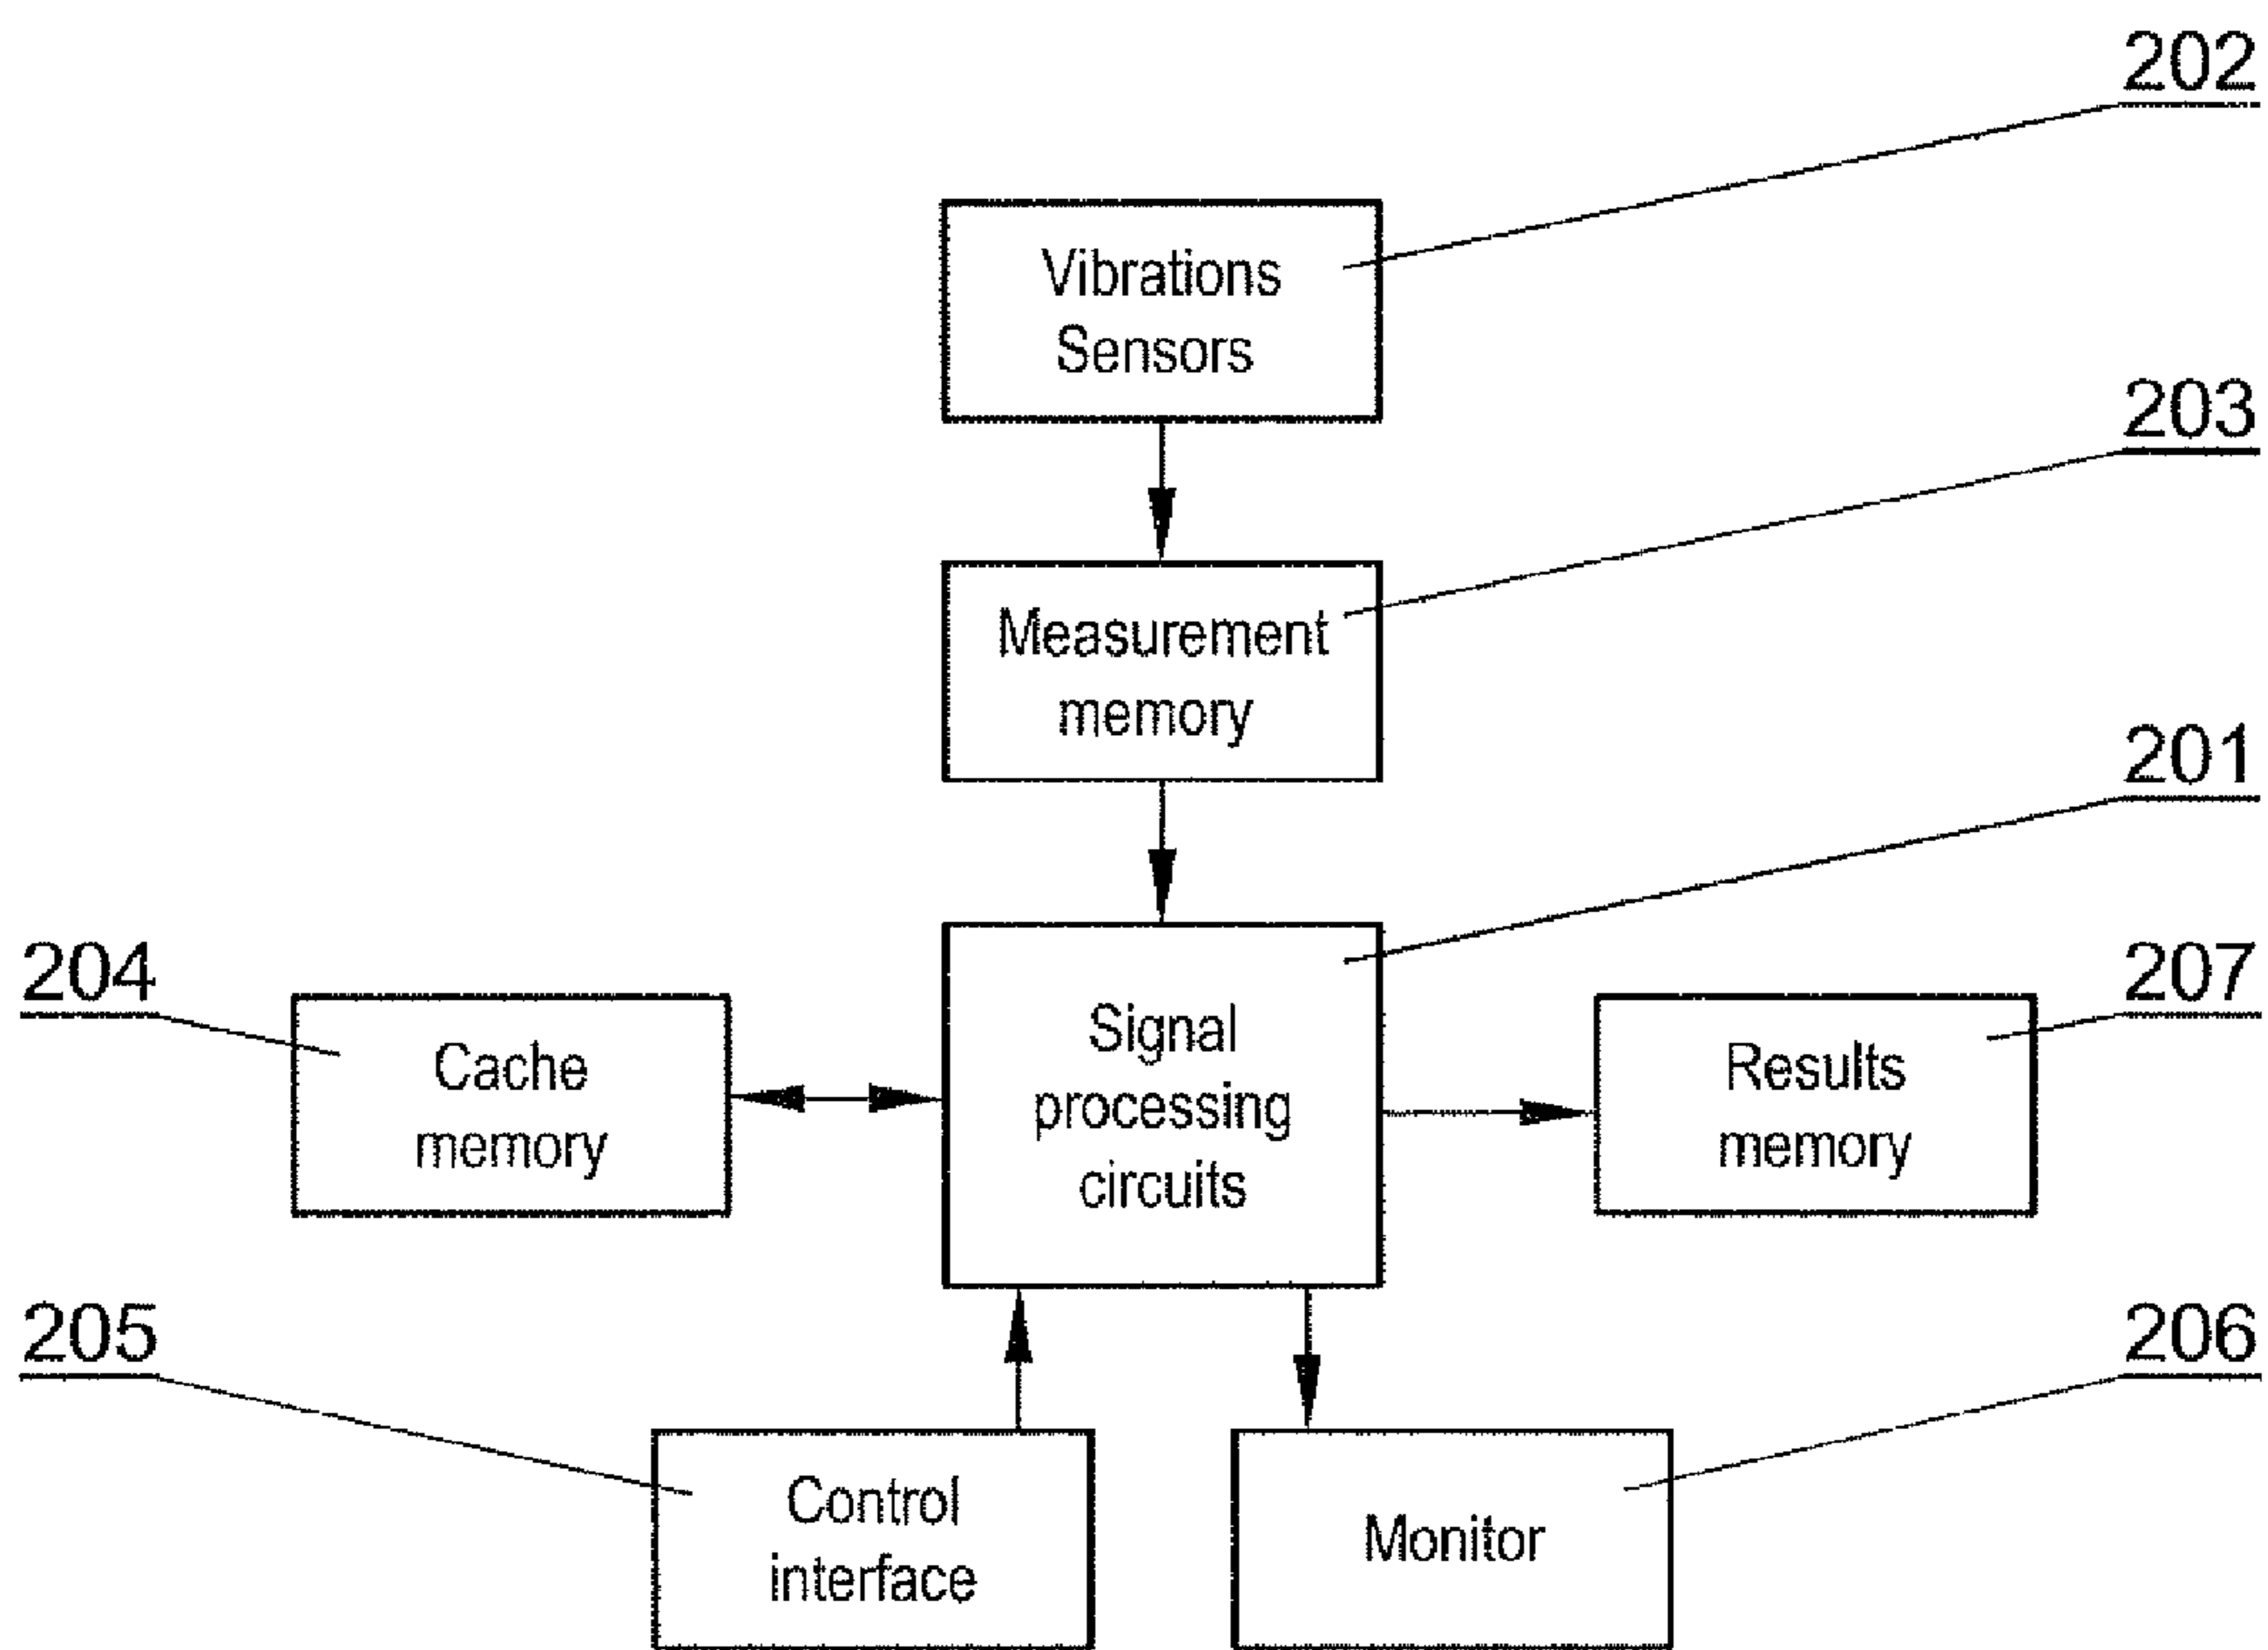 202
Vibrations
Sensors
203
Measurement
memory
201
204
207
Signal
processing
circuits
Cache
memory
Results
memory
205
206
Control
interface
Monitor